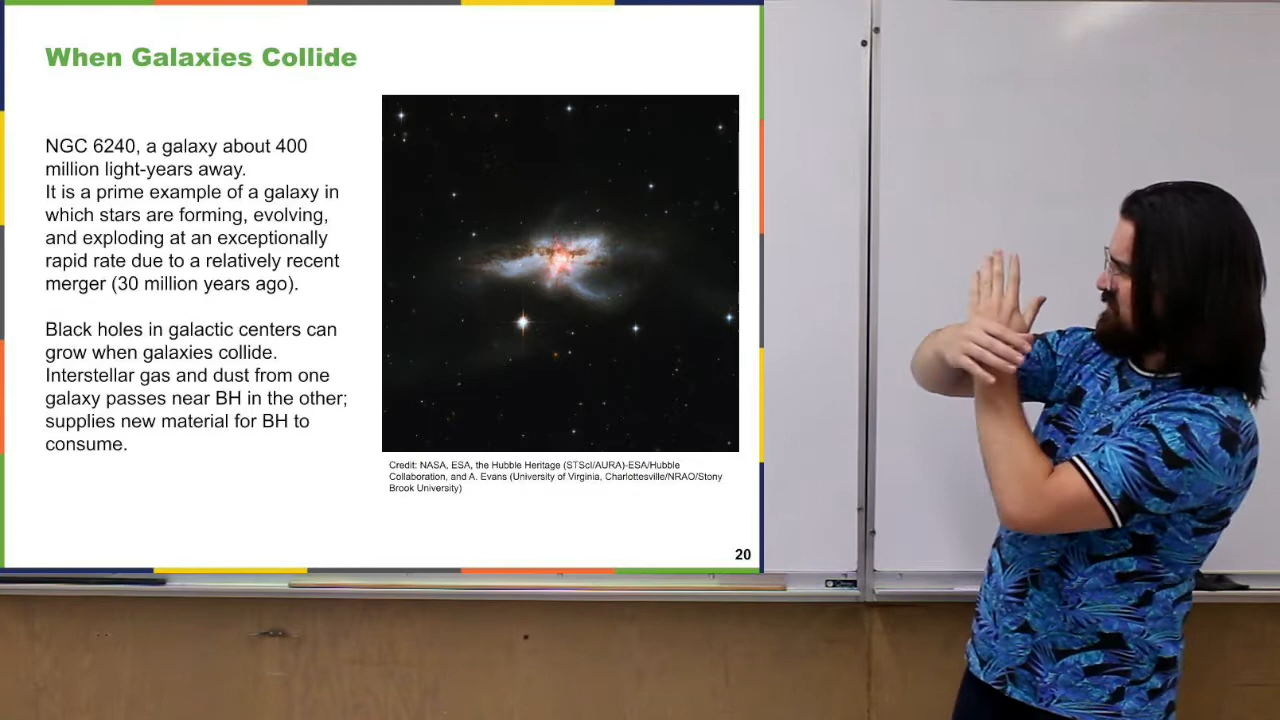 When Galaxies Collide
NGC 6240, a galaxy about 400
million light-years away.
It is a prime example of a galaxy in
which stars are forming, evolving,
and exploding at an exceptionally
rapid rate due to a relatively recent
merger (30 million years ago).
Black holes in galactic centers can
grow when galaxies collide.
Interstellar gas and dust from one
galaxy passes near BH in the other;
supplies new material for BH to
consume.
Credit: NASA, ESA, the Hubble Heritage (STScI/AURA)-ESA/Hubble
Collaboration, and A. Evans (University of Virginia, Charlottesville/NRAO/Stony
Brook University)
20